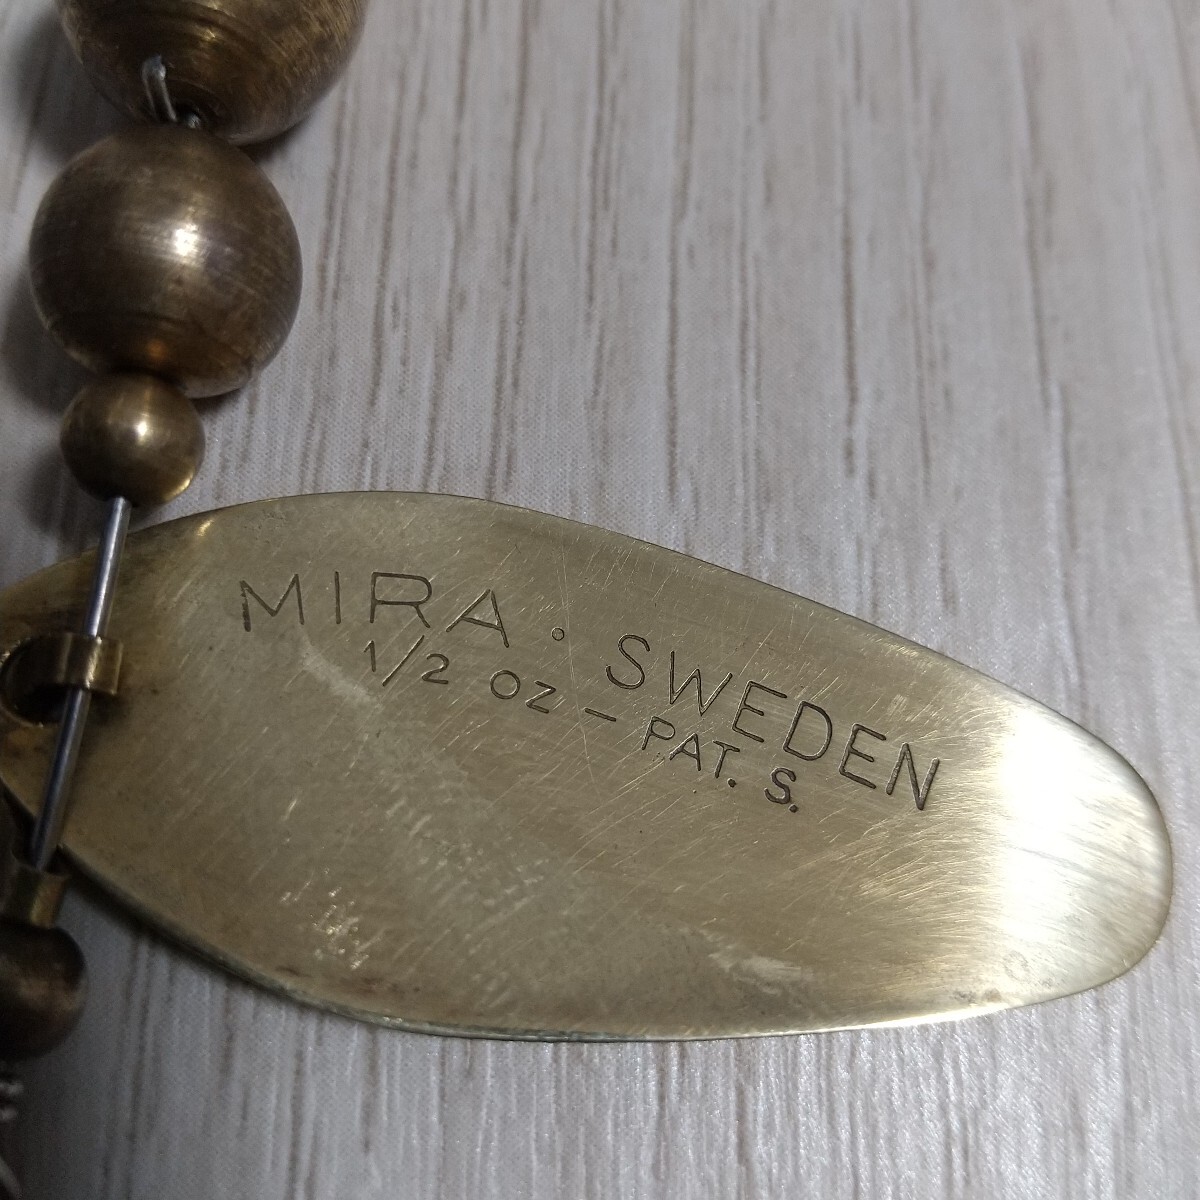 MIRA · SWEDEN
1/2 OZ — PAT. S.